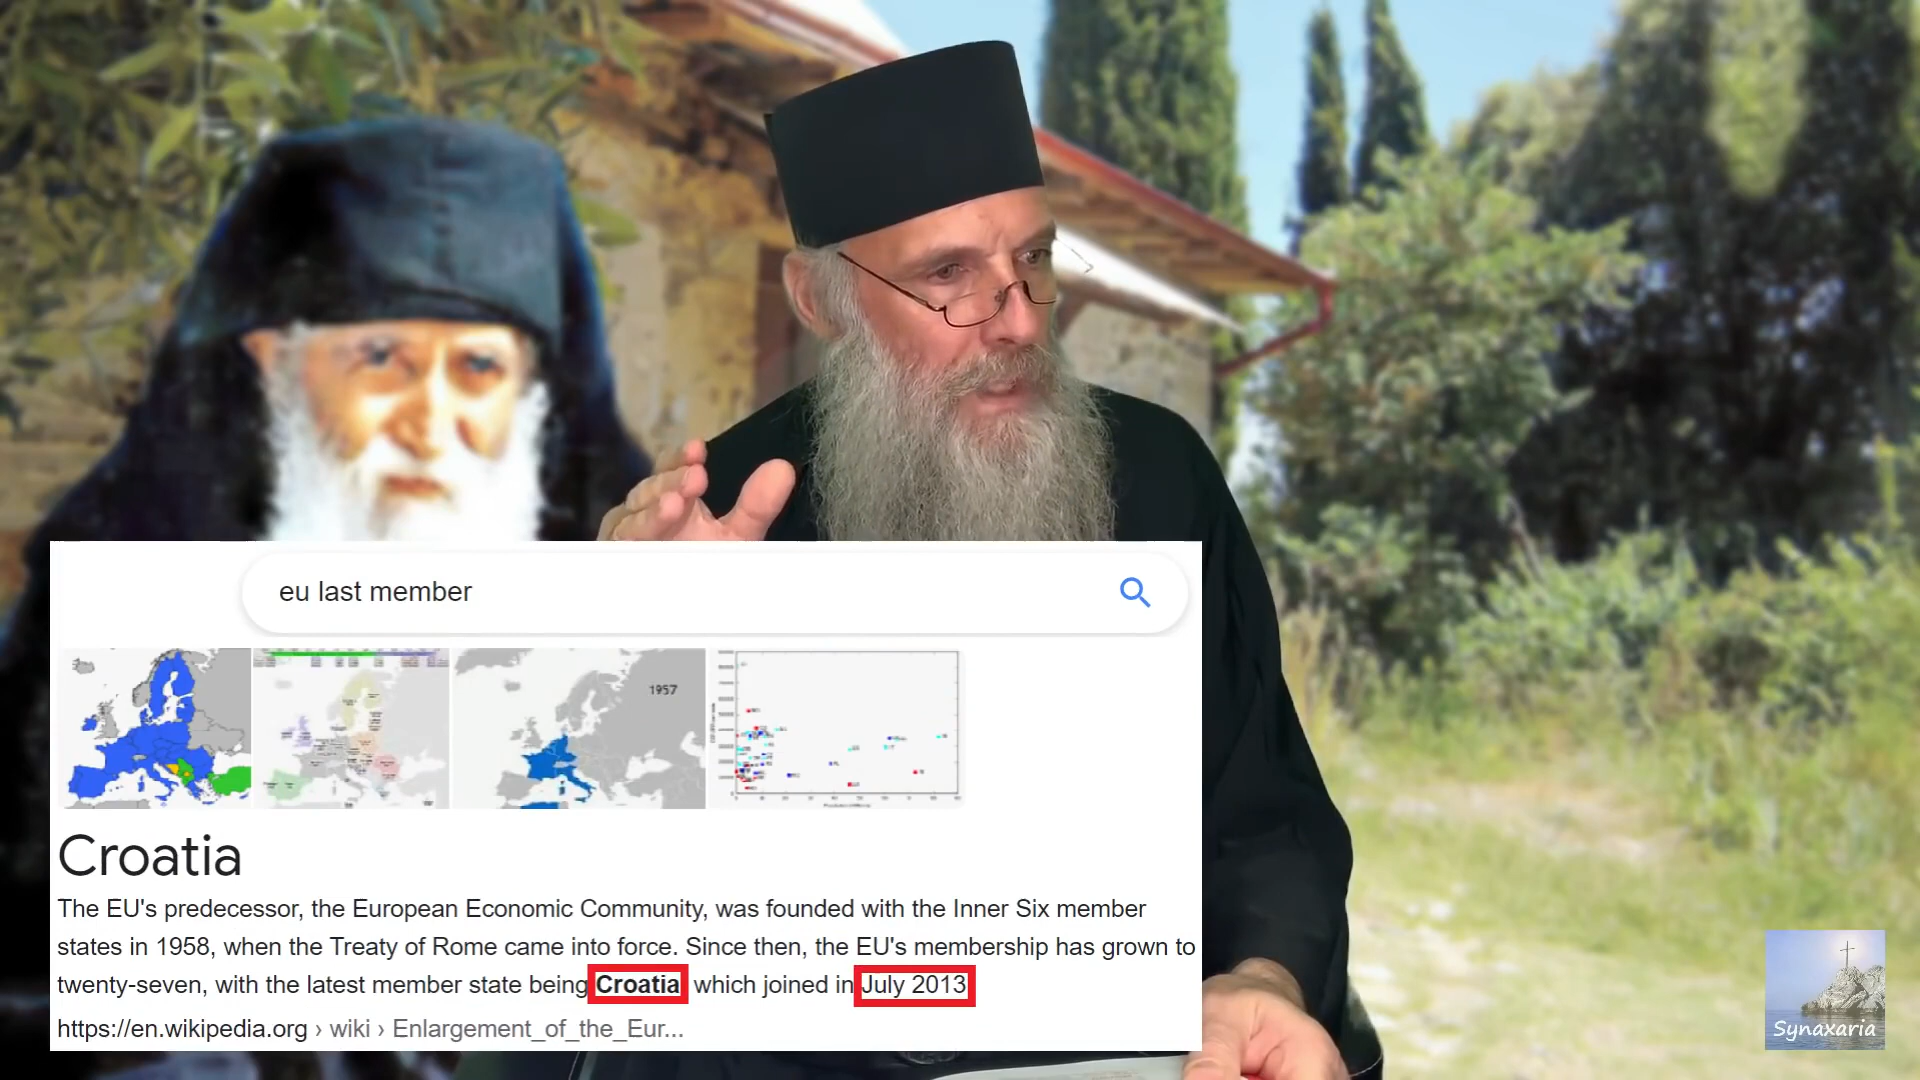 eu last member
1957
Croatia
The EU's predecessor, the European Economic Community, was founded with the Inner Six member
states in 1958, when the Treaty of Rome came into force. Since then, the EU's membership has grown to
twenty-seven, with the latest member state being Croatia which joined in July 2013
https://en.wikipedia.org › wiki › Enlargement_of_the_Eur...
Synaxaria